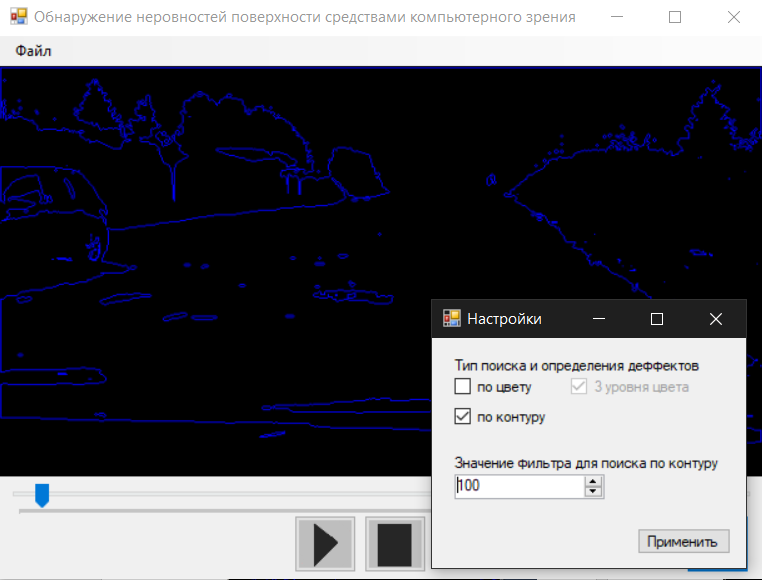 Обнаружение неровностей поверхности средствами компьютерного зрения
Файл
Настройки
Тип поиска и определения деффектов
по цвету
3 уровня цвета
по контуру
Значение фильтра для поиска по контуру
100
Применить